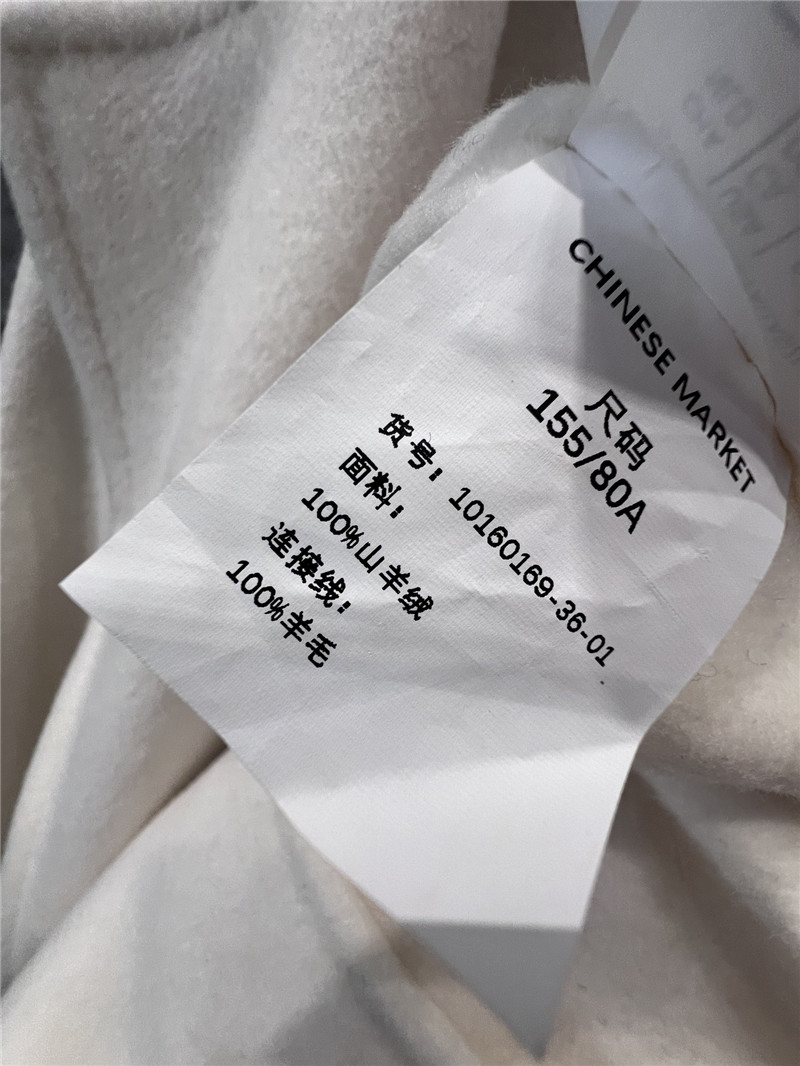 CHINESE MARKET
尺码
155/80A
货号：10160169-36-01
面料：
100%山羊绒
连接线：
100%羊毛